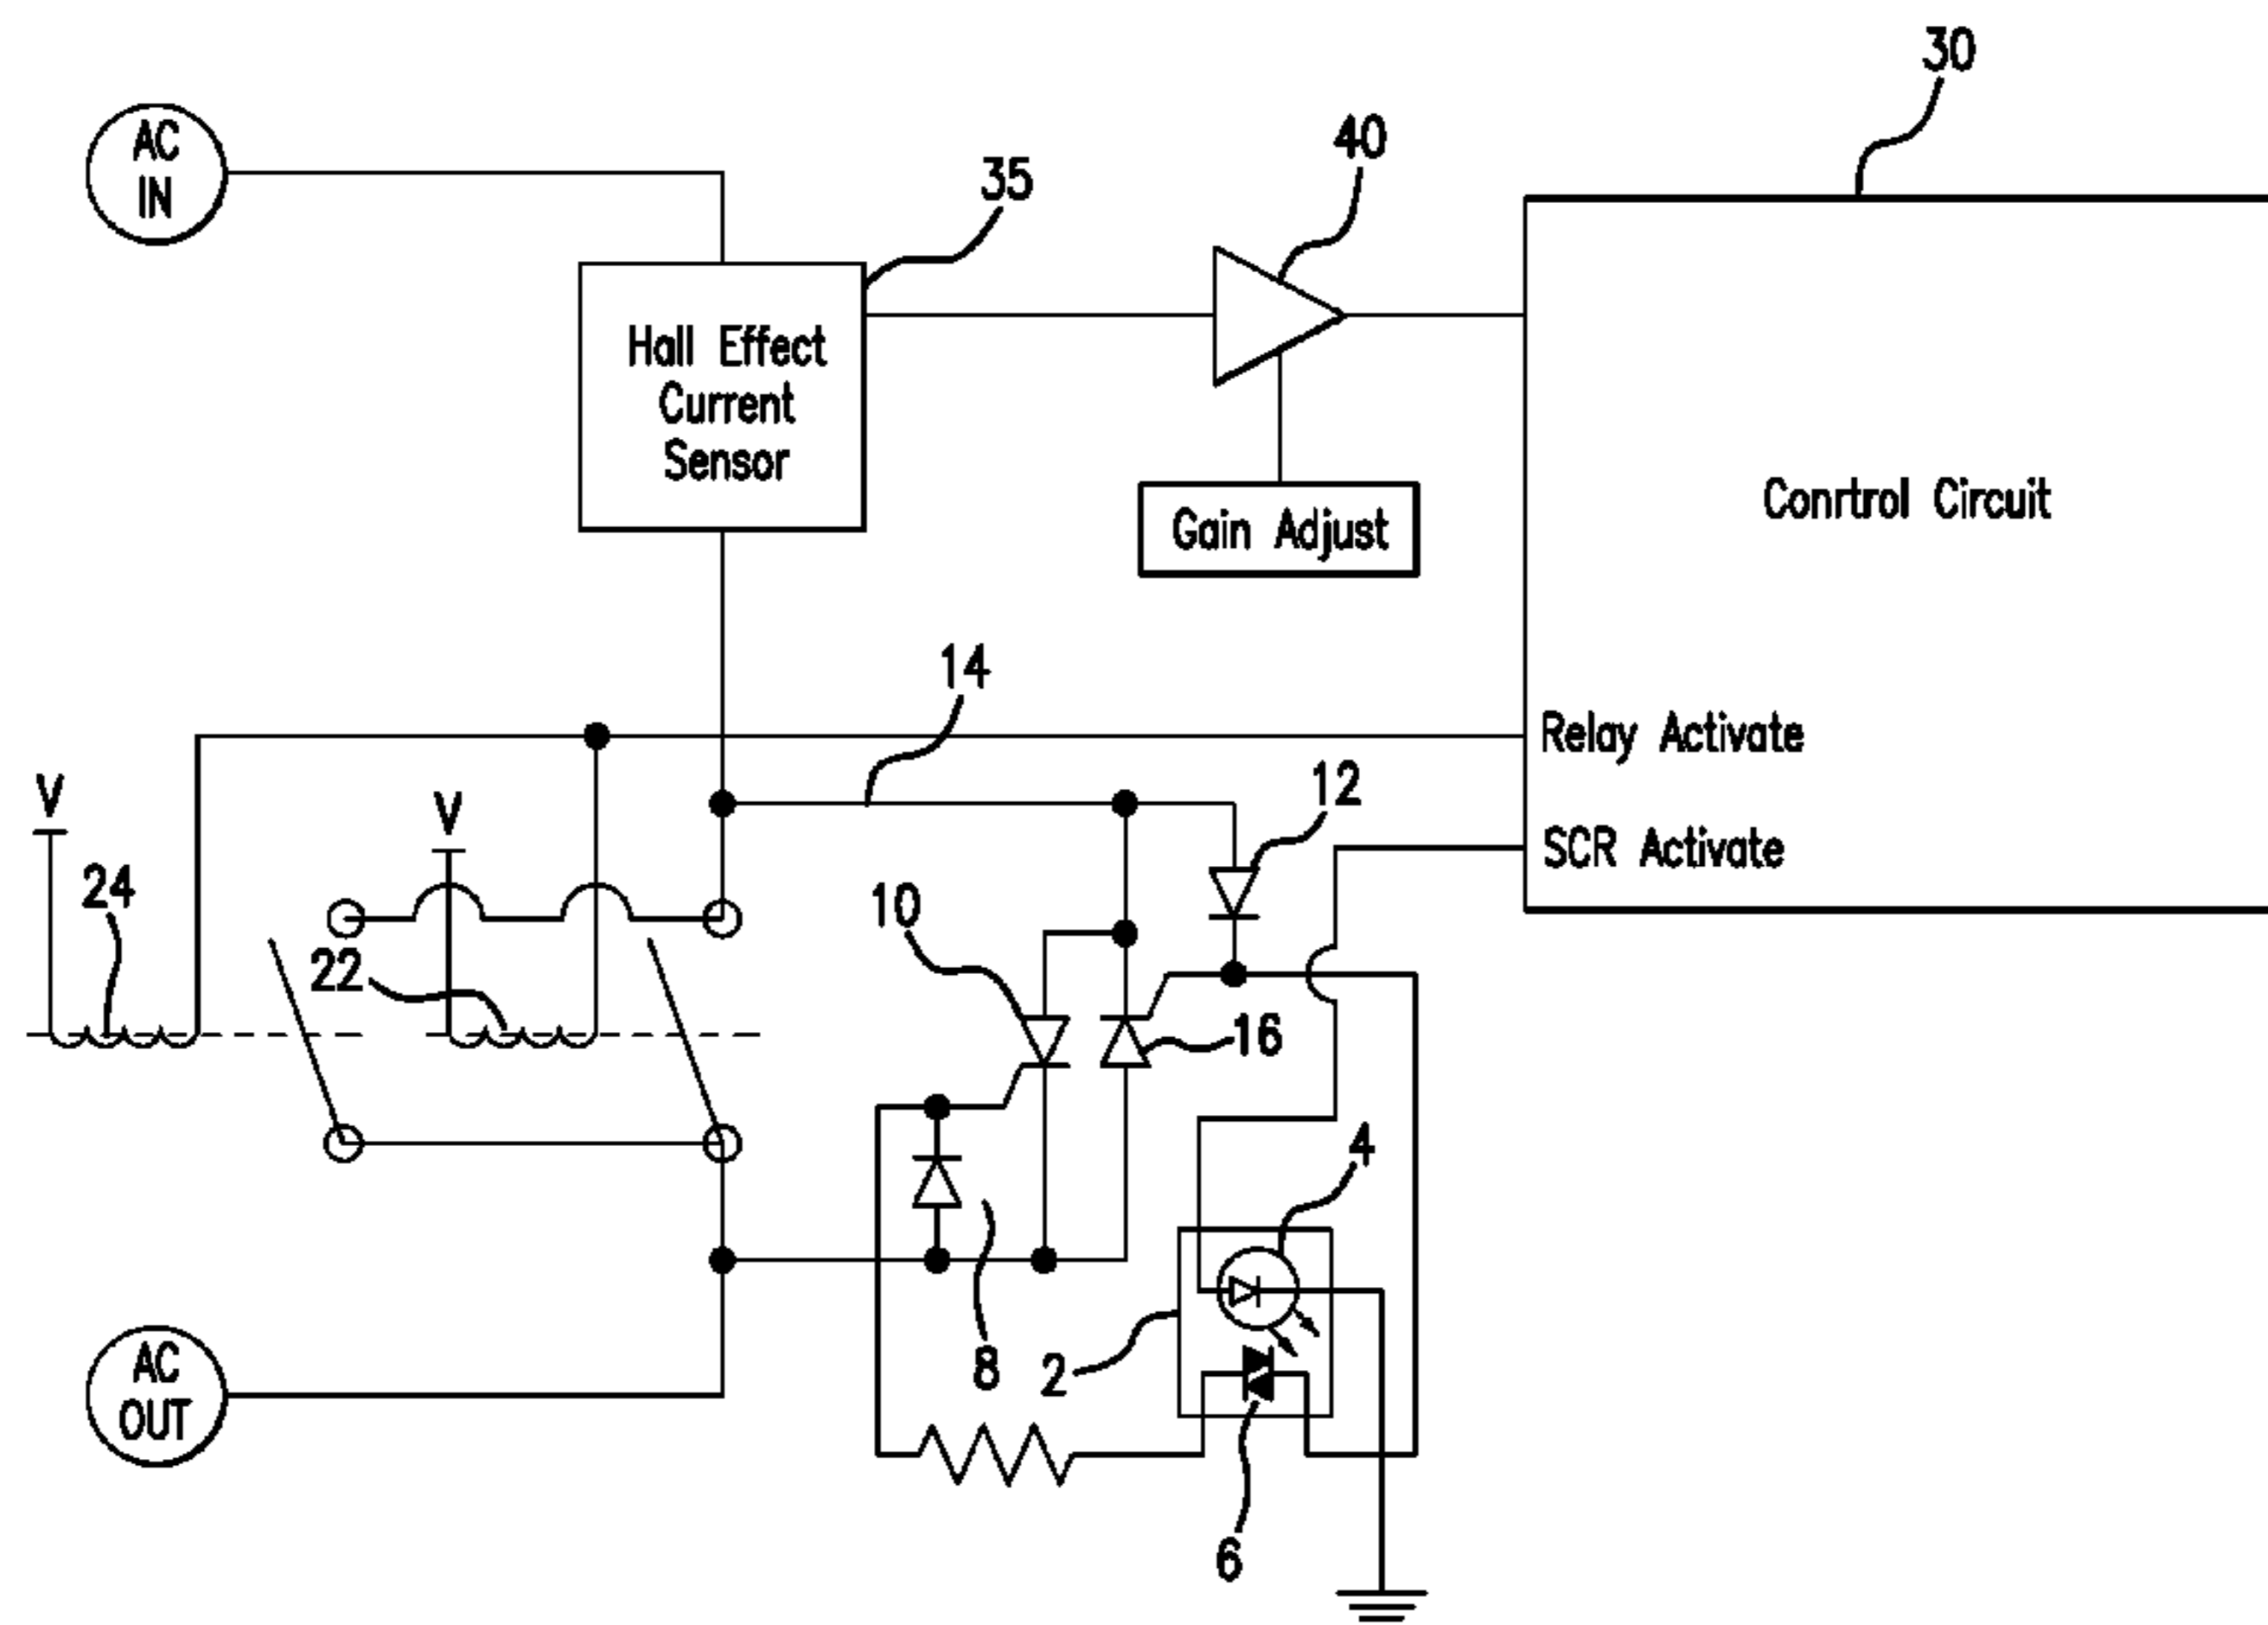 30
AC
IN
40
35
Hall Effect
Current
Sensor
Conrtrol Circuit
Gain Adjust
14
Relay Activate
V
V
12
SCR Activate
24
10
22
16
4
AC
OUT
8
2
6